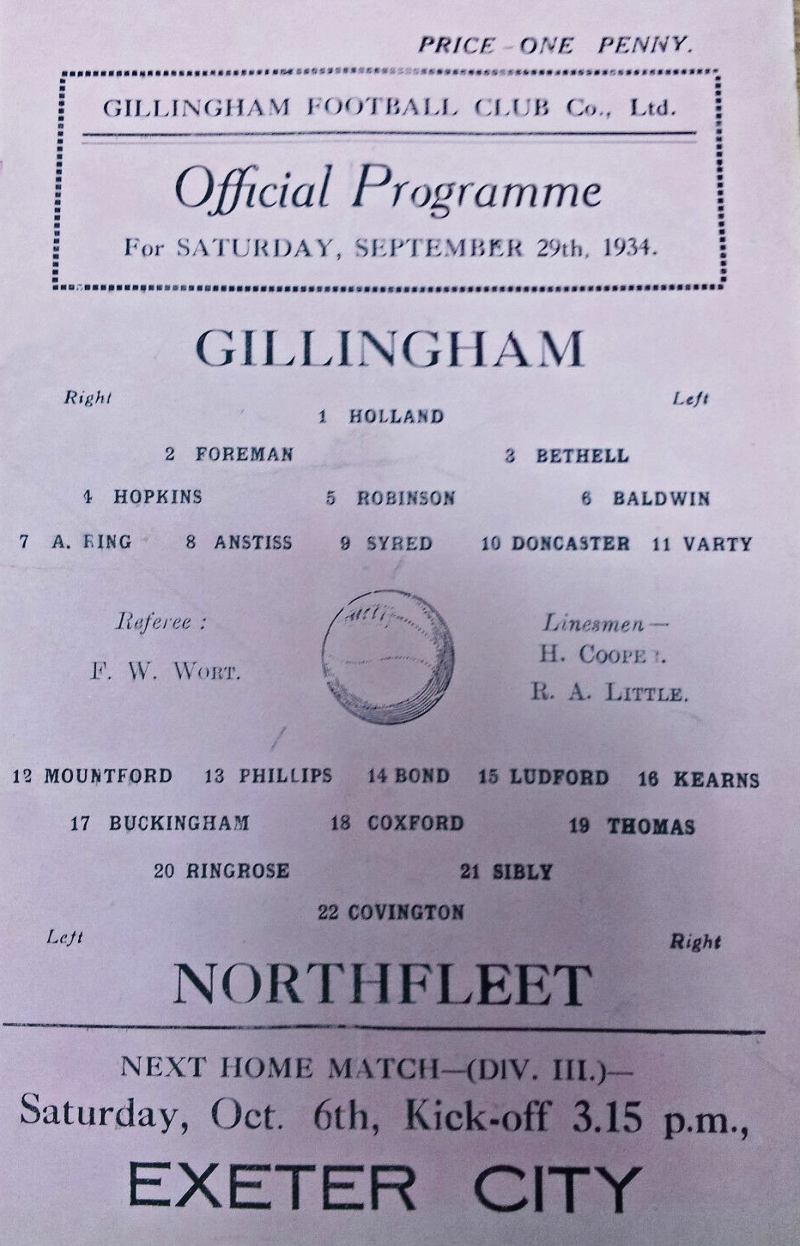 PRICE - ONE PENNY.
GILLINGHAM FOOTBALL CLUB Co., Ltd.
Official Programme
For SATURDAY, SEPTEMBER 29th, 1934.
GILLINGHAM
Right Left
1 HOLLAND
2 FOREMAN 3 BETHELL
4 HOPKINS 5 ROBINSON 6 BALDWIN
7 A. RING 8 ANSTISS 9 SYRED 10 DONCASTER 11 VARTY
Referee : Linesmen—
F. W. WORT. H. COOPER.
R. A. LITTLE.
12 MOUNTFORD 13 PHILLIPS 14 BOND 15 LUDFORD 16 KEARNS
17 BUCKINGHAM 18 COXFORD 19 THOMAS
20 RINGROSE 21 SIBLY
22 COVINGTON
Left Right
NORTHFLEET
NEXT HOME MATCH—(DIV. III.)—
Saturday, Oct. 6th, Kick-off 3.15 p.m.,
EXETER CITY